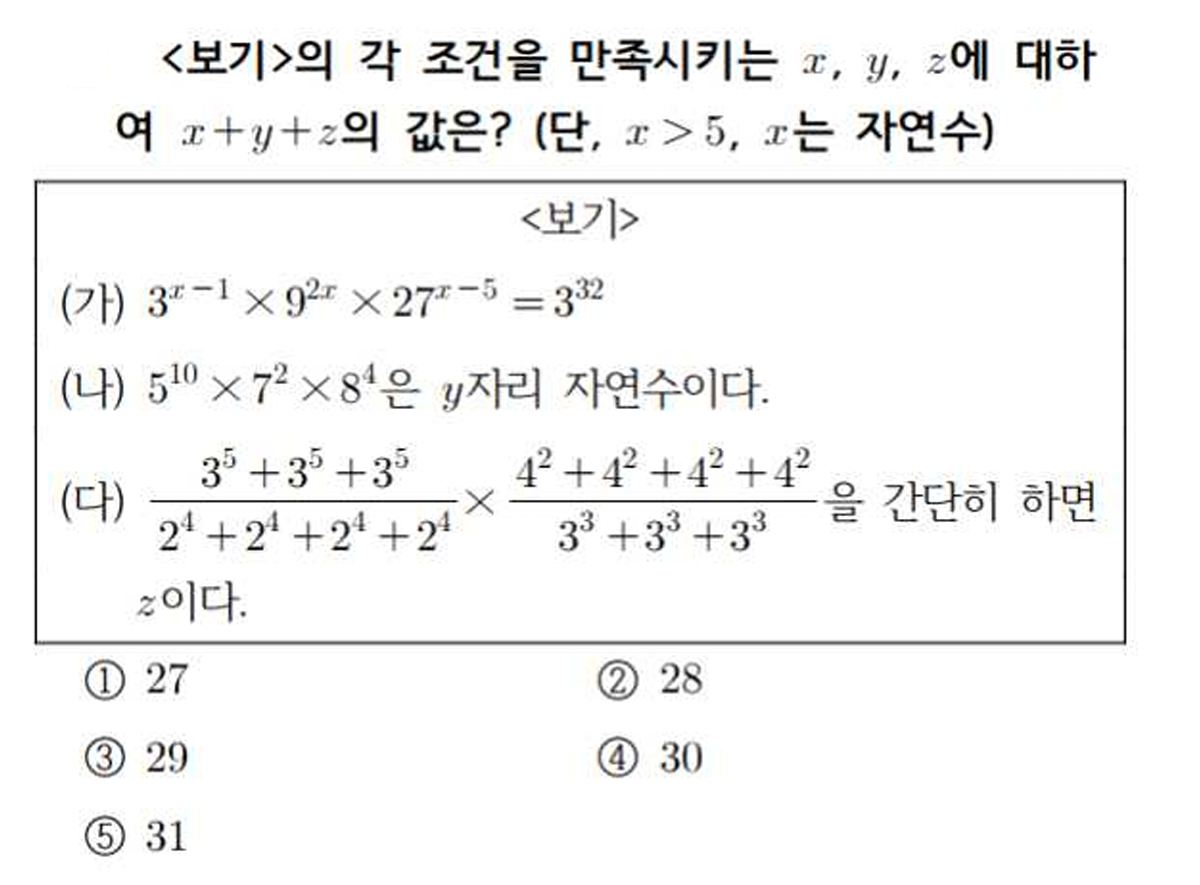 <보기>의 각 조건을 만족시키는 x, y, z에 대하
여 x+y+z의 값은? (단, x>5, x는 자연수)
<보기>
(가) 3^{x-1} × 9^{2x} × 27^{x-5} = 3^{32}
(나) 5^{10} × 7^2 × 8^4은 y자리 자연수이다.
(다) \frac{3^5+3^5+3^5}{2^4+2^4+2^4+2^4} × \frac{4^2+4^2+4^2+4^2}{3^3+3^3+3^3}을 간단히 하면
z이다.
① 27 ② 28
③ 29 ④ 30
⑤ 31